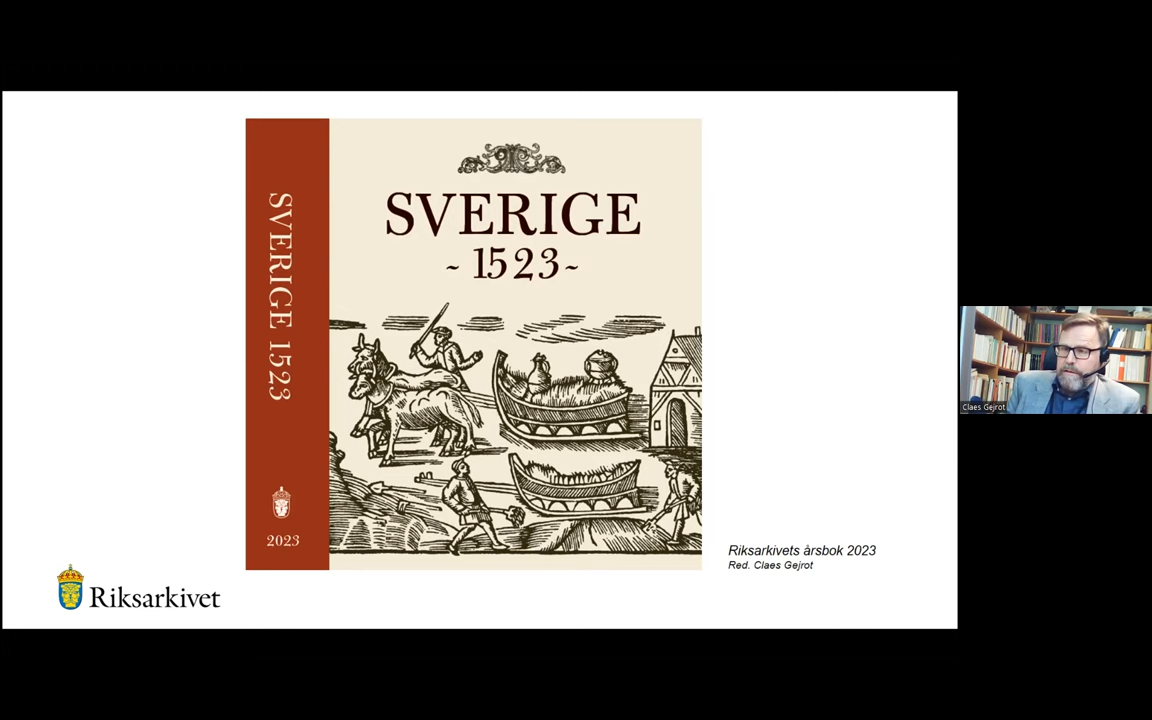 SVERIGE 1523
2023
SVERIGE
~ 1523 ~
Riksarkivets årsbok 2023
Red. Claes Gejrot
Riksarkivet
Claes Gejrot